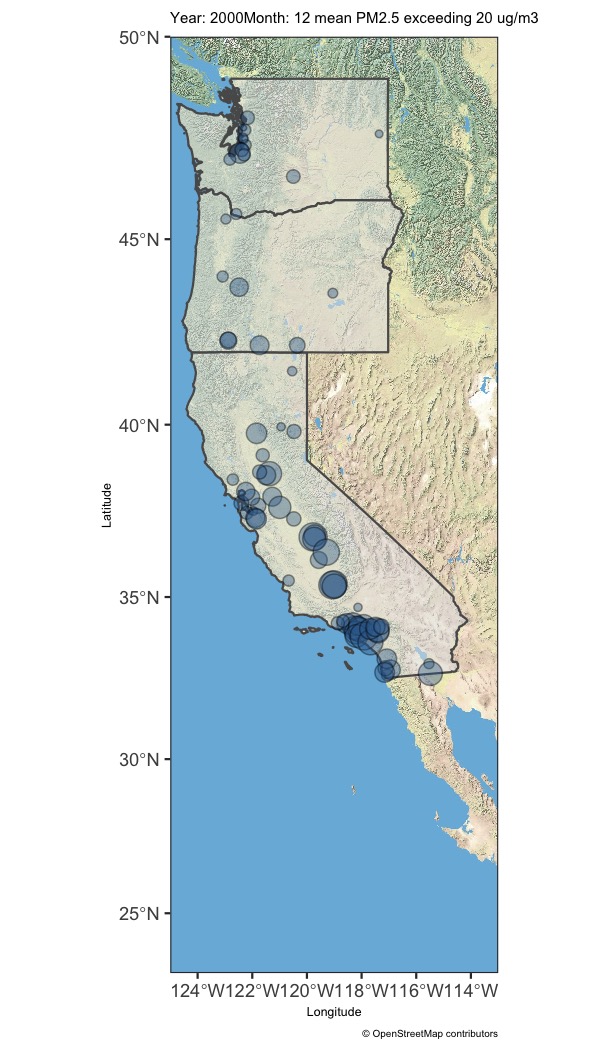 Year: 2000Month: 12 mean PM2.5 exceeding 20 ug/m3
50°N
45°N
40°N
35°N
30°N
25°N
Latitude
124°W122°W120°W118°W116°W114°W
Longitude
© OpenStreetMap contributors